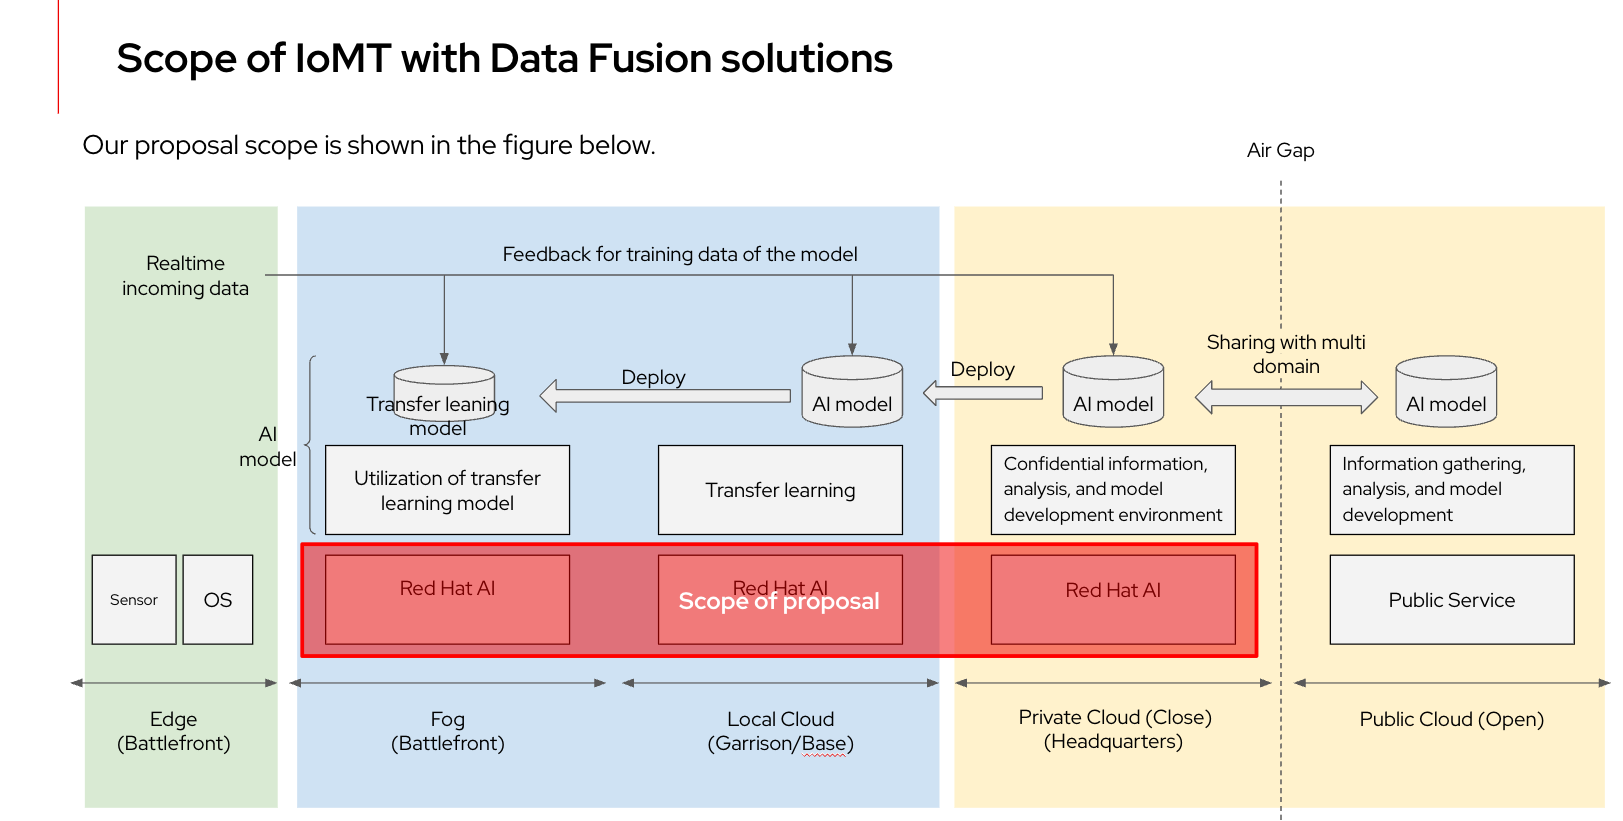 Scope of IoMT with Data Fusion solutions
Our proposal scope is shown in the figure below.
Air Gap
Realtime
incoming data
Feedback for training data of the model
Sharing with multi
domain
Deploy
Deploy
Transfer leaning
model
AI model
AI model
AI model
AI
model
Utilization of transfer
learning model
Transfer learning
Confidential information,
analysis, and model
development environment
Information gathering,
analysis, and model
development
Sensor
OS
Red Hat AI
Red Hat AI
Scope of proposal
Red Hat AI
Public Service
Edge
(Battlefront)
Fog
(Battlefront)
Local Cloud
(Garrison/Base)
Private Cloud (Close)
(Headquarters)
Public Cloud (Open)